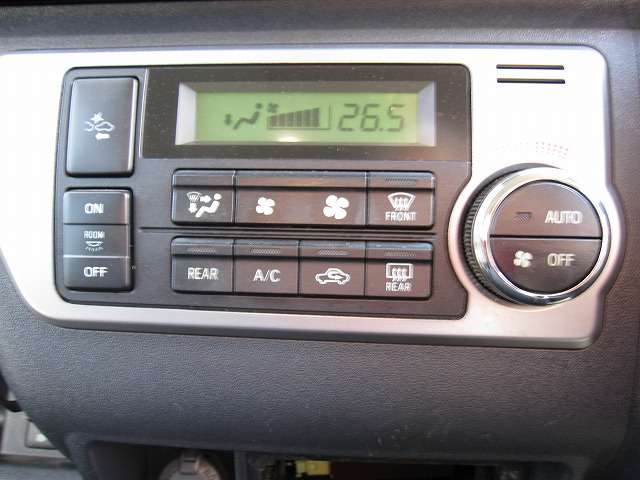 26.5
ON
ROOM
OFF
FRONT
AUTO
OFF
REAR
A/C
REAR